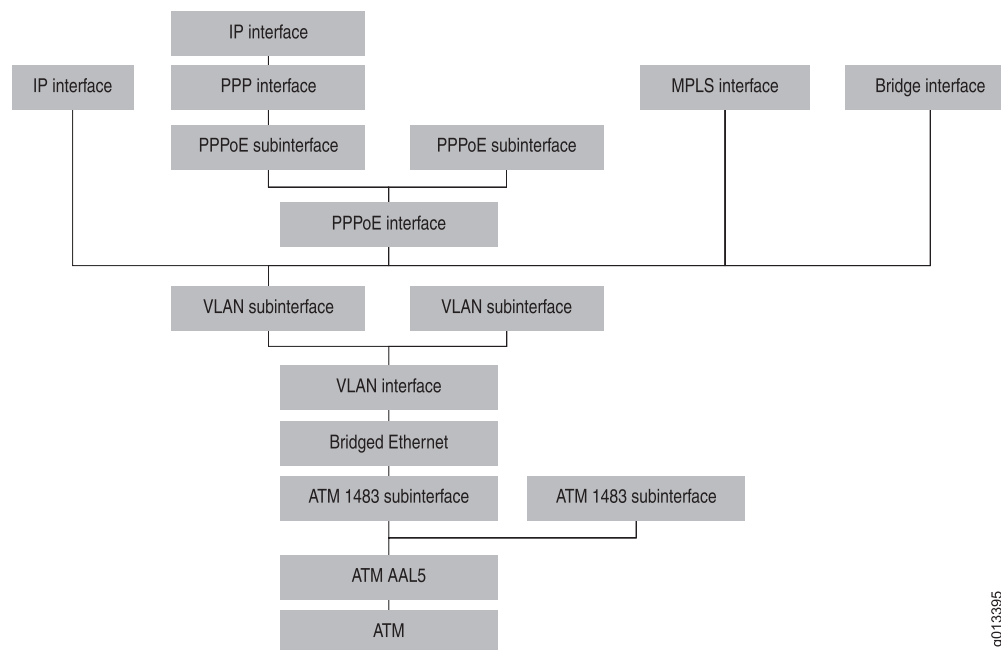 IP interface
IP interface
PPP interface
MPLS interface
Bridge interface
PPPoE subinterface
PPPoE subinterface
PPPoE interface
VLAN subinterface
VLAN subinterface
VLAN interface
Bridged Ethernet
ATM 1483 subinterface
ATM 1483 subinterface
ATM AAL5
ATM
g013395